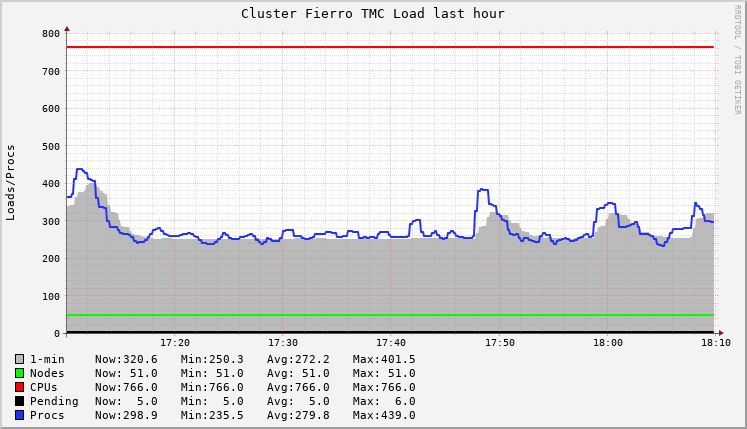 Cluster Fierro TMC Load last hour
RRDTOOL / TOBI OETIKER
Loads/Procs
800
700
600
500
400
300
200
100
0
17:20 17:30 17:40 17:50 18:00 18:10
1-min Now:320.6 Min:250.3 Avg:272.2 Max:401.5
Nodes Now: 51.0 Min: 51.0 Avg: 51.0 Max: 51.0
CPUs Now:766.0 Min:766.0 Avg:766.0 Max:766.0
Pending Now: 5.0 Min: 5.0 Avg: 5.0 Max: 6.0
Procs Now:298.9 Min:235.5 Avg:279.8 Max:439.0